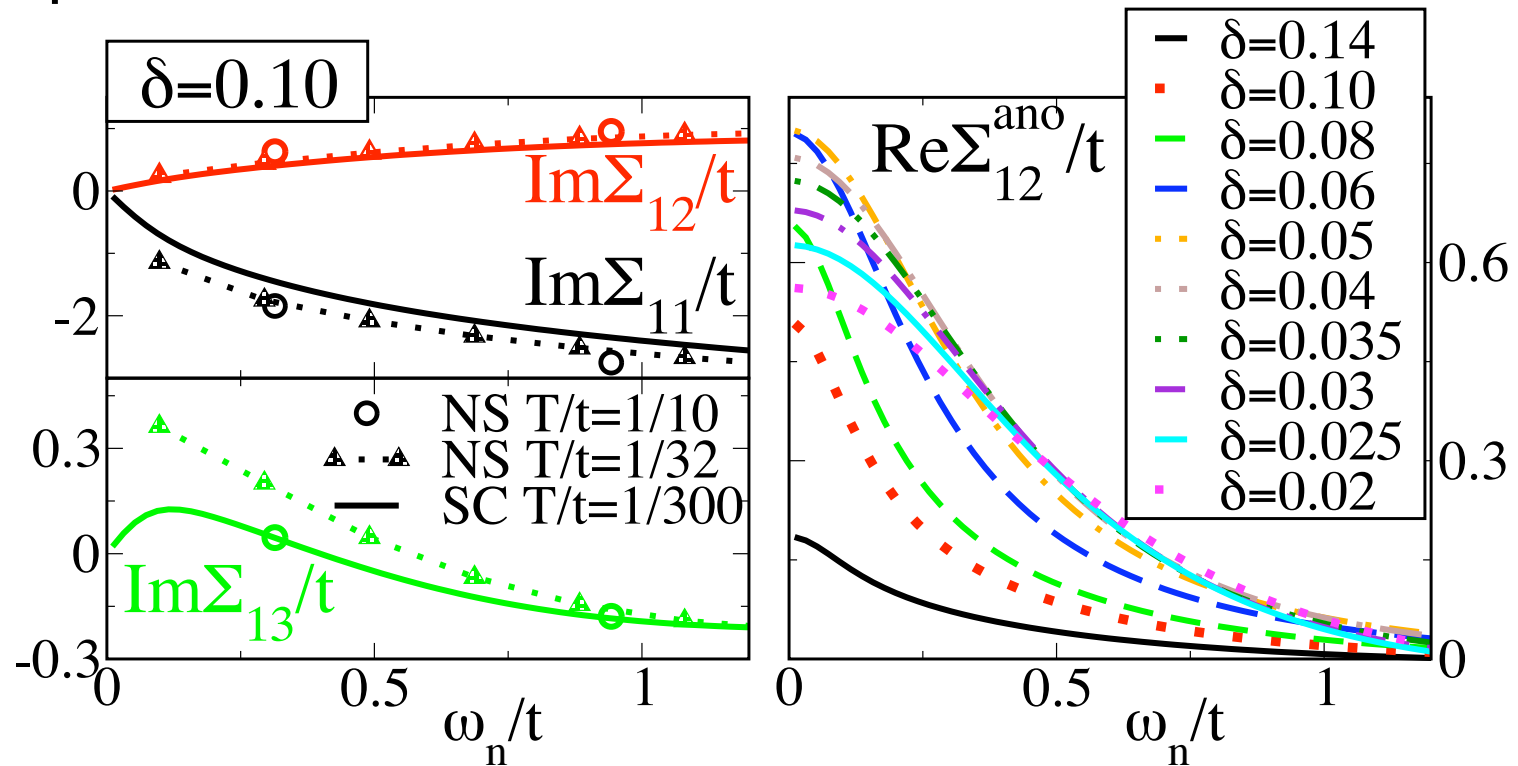 δ=0.10
0
-2
ImΣ12/t
ImΣ11/t
0.3
0
-0.3
NS T/t=1/10
NS T/t=1/32
SC T/t=1/300
ImΣ13/t
0 0.5 1
ωn/t
ReΣ12ano/t
δ=0.14
δ=0.10
δ=0.08
δ=0.06
δ=0.05
δ=0.04
δ=0.035
δ=0.03
δ=0.025
δ=0.02
0.6
0.3
0
0 0.5 1
ωn/t